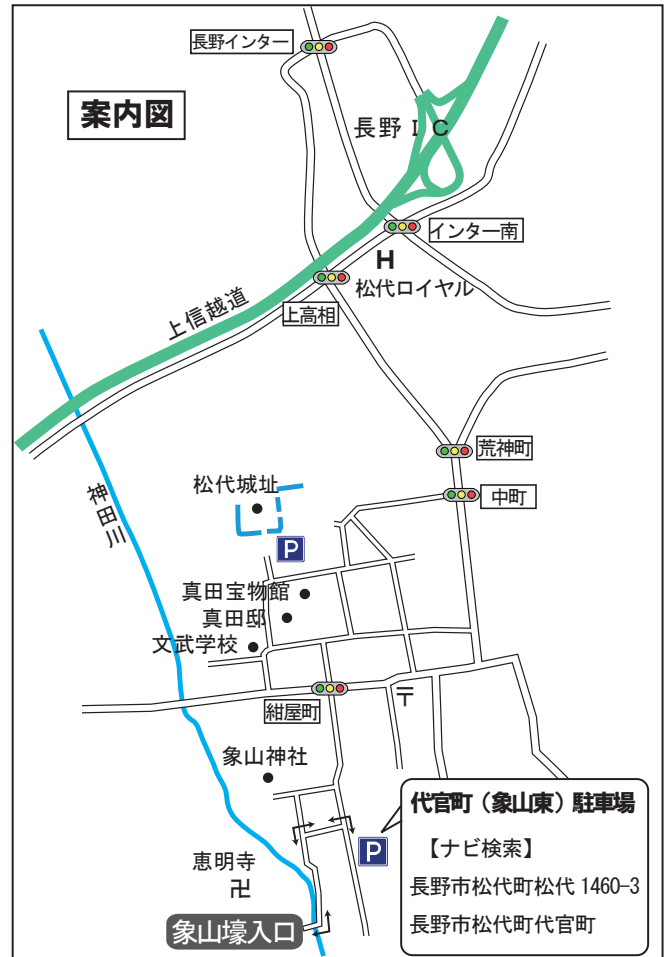 長野インター
案内図
長野IC
インター南
H
松代ロイヤル
上信越道
上高相
荒神町
神田川
松代城址
中町
P
真田宝物館
真田邸
文武学校
〒
紺屋町
象山神社
代官町（象山東）駐車場
【ナビ検索】
長野市松代町松代1460-3
長野市松代町代官町
P
恵明寺
卍
象山壕入口